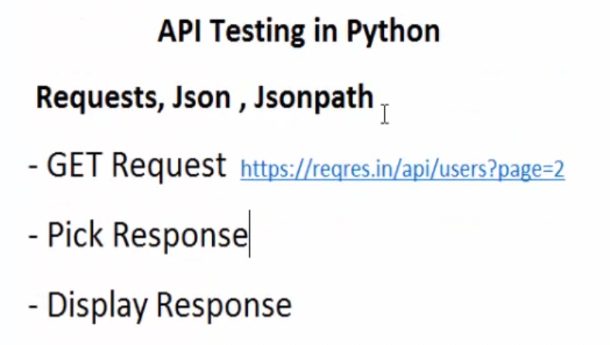 API Testing in Python
Requests, Json , Jsonpath
- GET Request https://reqres.in/api/users?page=2
- Pick Response
- Display Response